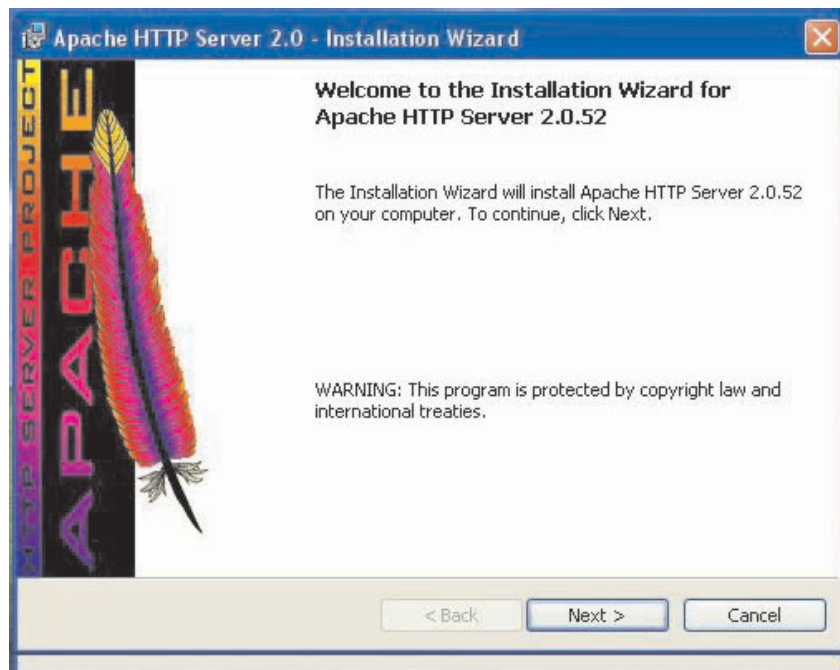 Apache HTTP Server 2.0 - Installation Wizard
HTTP SERVER PROJECT
APACHE
Welcome to the Installation Wizard for
Apache HTTP Server 2.0.52
The Installation Wizard will install Apache HTTP Server 2.0.52
on your computer. To continue, click Next.
WARNING: This program is protected by copyright law and
international treaties.
< Back
Next >
Cancel